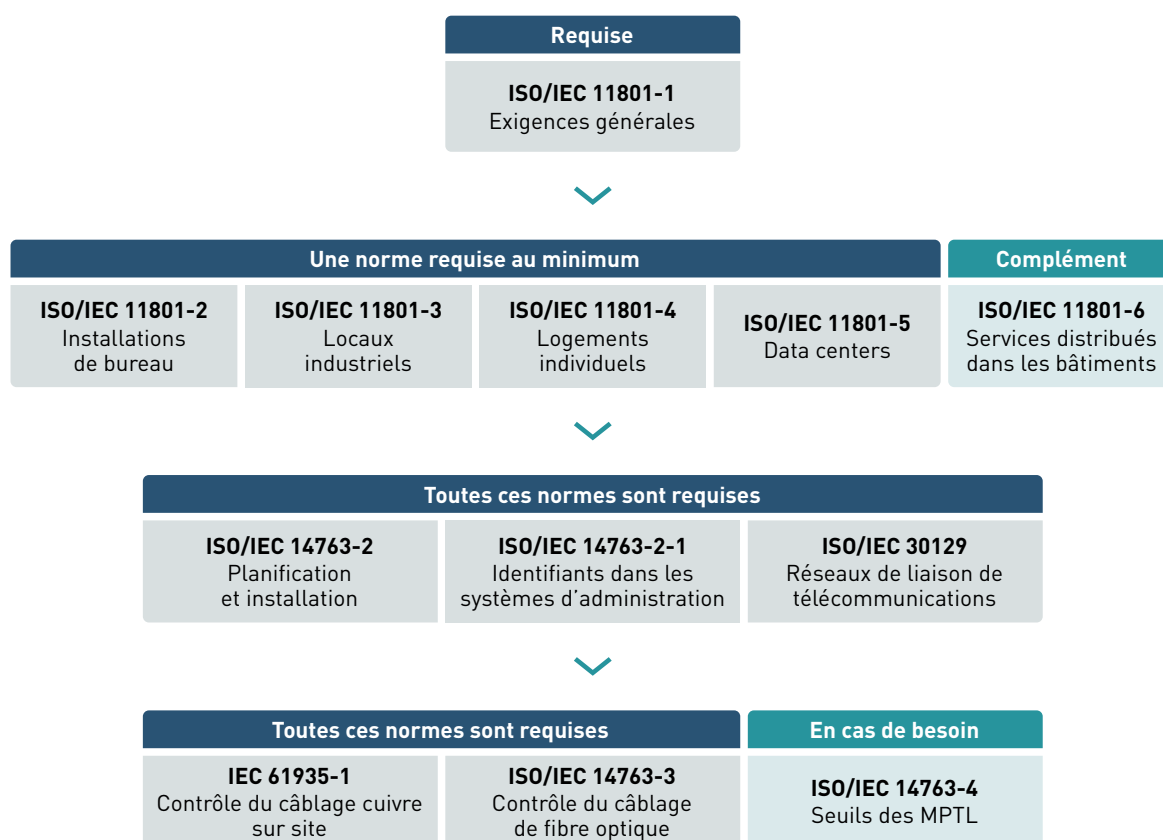 Requise
ISO/IEC 11801-1
Exigences générales
Une norme requise au minimum
Complément
ISO/IEC 11801-2
Installations
de bureau
ISO/IEC 11801-3
Locaux
industriels
ISO/IEC 11801-4
Logements
individuels
ISO/IEC 11801-5
Data centers
ISO/IEC 11801-6
Services distribués
dans les bâtiments
Toutes ces normes sont requises
ISO/IEC 14763-2
Planification
et installation
ISO/IEC 14763-2-1
Identifiants dans les
systèmes d’administration
ISO/IEC 30129
Réseaux de liaison de
télécommunications
Toutes ces normes sont requises
En cas de besoin
IEC 61935-1
Contrôle du câblage cuivre
sur site
ISO/IEC 14763-3
Contrôle du câblage
de fibre optique
ISO/IEC 14763-4
Seuils des MPTL